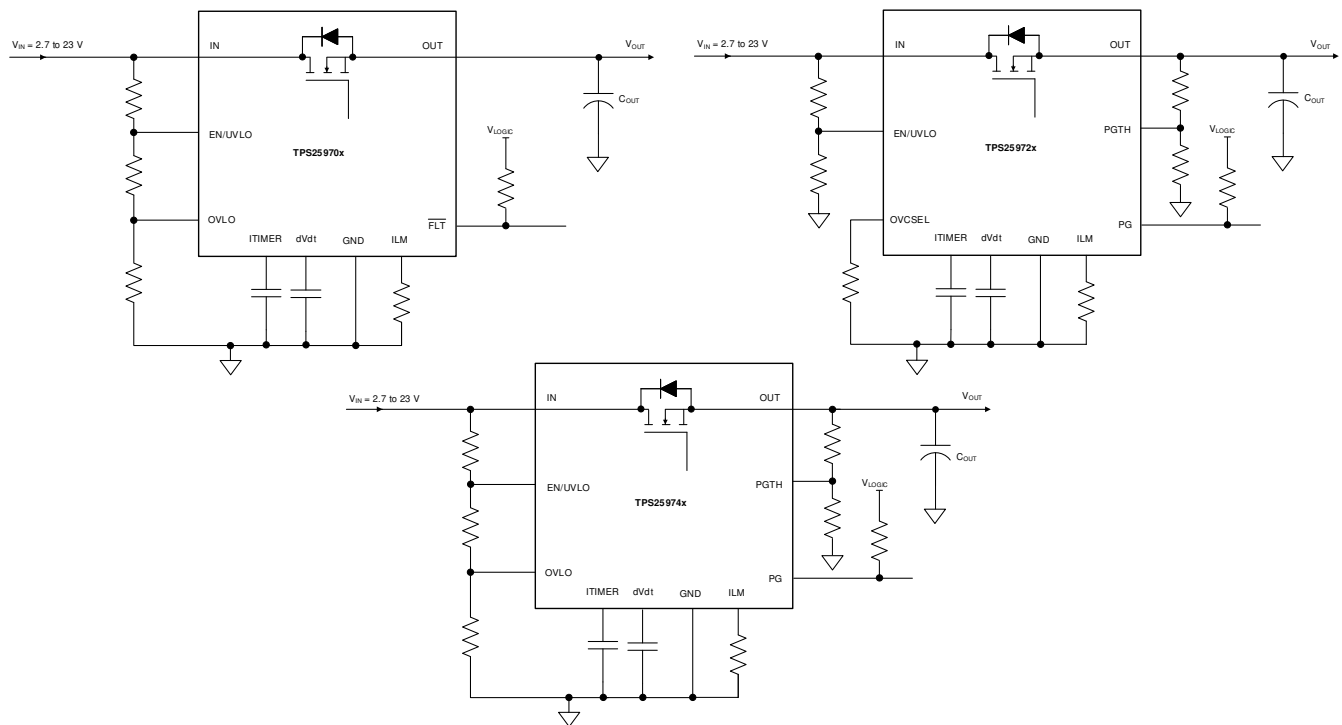 VIN = 2.7 to 23 V
IN
OUT
VOUT
COUT
EN/UVLO
VLOGIC
TPS25970x
OVLO
FLT
ITIMER
dVdt
GND
ILM
VIN = 2.7 to 23 V
IN
OUT
VOUT
COUT
EN/UVLO
PGTH
VLOGIC
TPS25972x
OVCSEL
PG
ITIMER
dVdt
GND
ILM
VIN = 2.7 to 23 V
IN
OUT
VOUT
COUT
EN/UVLO
PGTH
VLOGIC
TPS25974x
OVLO
PG
ITIMER
dVdt
GND
ILM